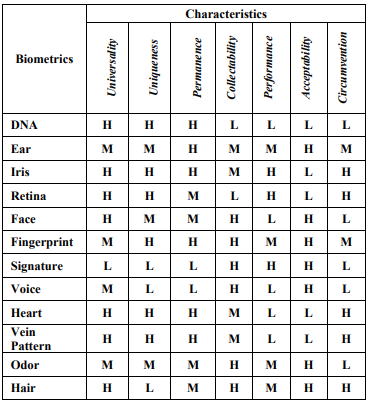 Biometrics Characteristics
Universality Uniqueness Permanence Collectability Performance Acceptability Circumvention
DNA H H H L L L L
Ear M M H M M H M
Iris H H H M H L H
Retina H H M L H L H
Face H M M H L H L
Fingerprint M H H H M H M
Signature L L L H H H L
Voice M L L H L H L
Heart H H H M L L H
Vein
Pattern H H H M L L H
Odor M M M H M H L
Hair H L M H M H H